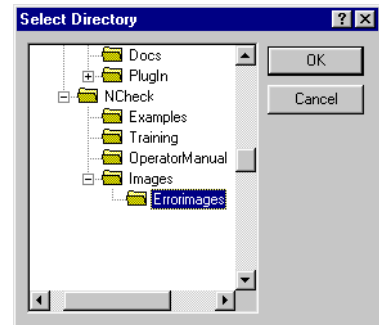 Select Directory
Docs
PlugIn
NCheck
Examples
Training
OperatorManual
Images
Errorimages
OK
Cancel